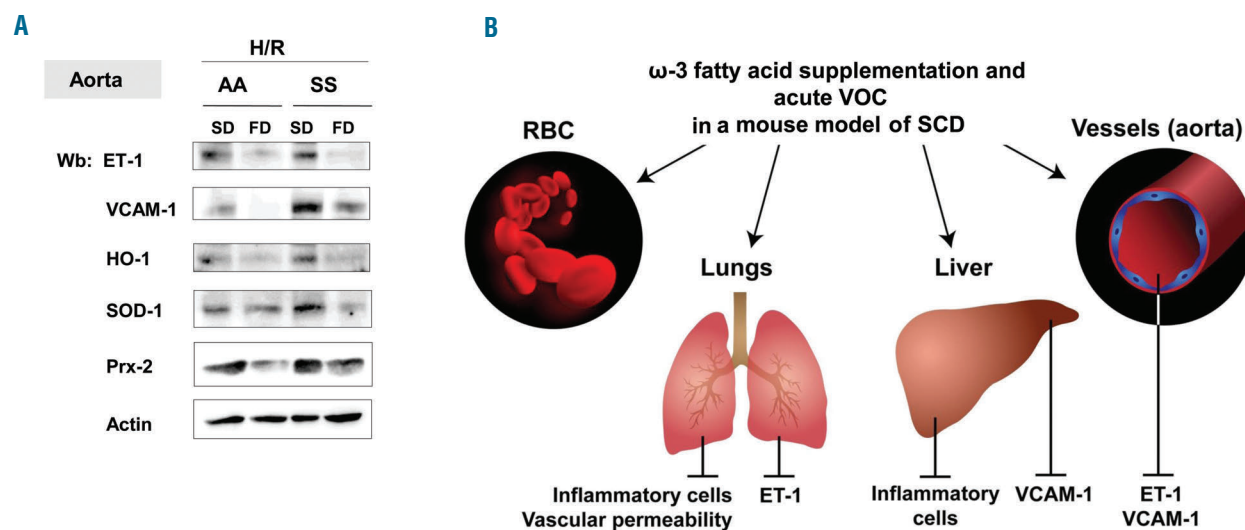 A
H/R
Aorta
AA SS
SD FD SD FD
Wb: ET-1
VCAM-1
HO-1
SOD-1
Prx-2
Actin
B
ω-3 fatty acid supplementation and
acute VOC
in a mouse model of SCD
RBC
Vessels (aorta)
Lungs
Liver
Inflammatory cells
Vascular permeability
ET-1
Inflammatory
cells
VCAM-1
ET-1
VCAM-1